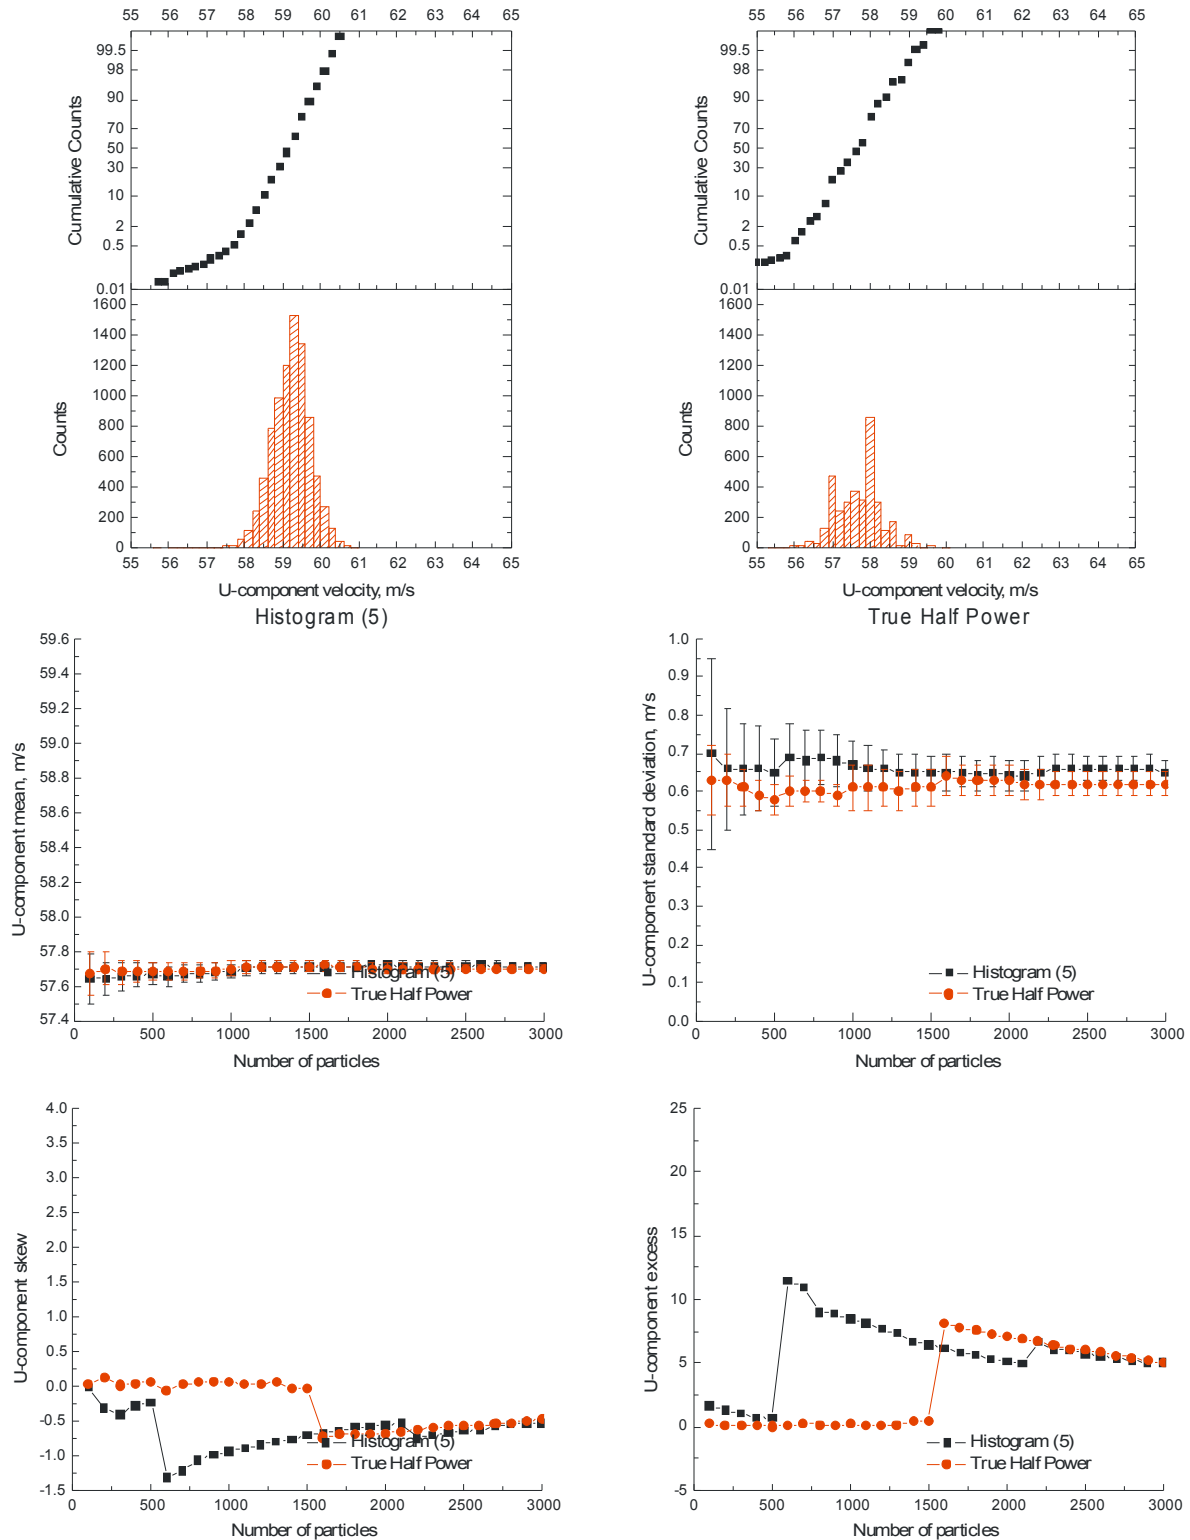 55 56 57 58 59 60 61 62 63 64 65
99.5
98
90
70
50
30
10
2
0.5
0.01
Cumulative Counts
1600
1400
1200
1000
800
600
400
200
0
Counts
55 56 57 58 59 60 61 62 63 64 65
U-component velocity, m/s
Histogram (5)
55 56 57 58 59 60 61 62 63 64 65
99.5
98
90
70
50
30
10
2
0.5
0.01
Cumulative Counts
1600
1400
1200
1000
800
600
400
200
0
Counts
55 56 57 58 59 60 61 62 63 64 65
U-component velocity, m/s
True Half Power
59.6
59.4
59.2
59.0
58.8
58.6
58.4
58.2
58.0
57.8
57.6
57.4
U-component mean, m/s
Histogram (5)
True Half Power
0 500 1000 1500 2000 2500 3000
Number of particles
1.0
0.9
0.8
0.7
0.6
0.5
0.4
0.3
0.2
0.1
0.0
U-component standard deviation, m/s
Histogram (5)
True Half Power
0 500 1000 1500 2000 2500 3000
Number of particles
4.0
3.5
3.0
2.5
2.0
1.5
1.0
0.5
0.0
-0.5
-1.0
-1.5
U-component skew
Histogram (5)
True Half Power
0 500 1000 1500 2000 2500 3000
Number of particles
25
20
15
10
5
0
-5
U-component excess
Histogram (5)
True Half Power
0 500 1000 1500 2000 2500 3000
Number of particles